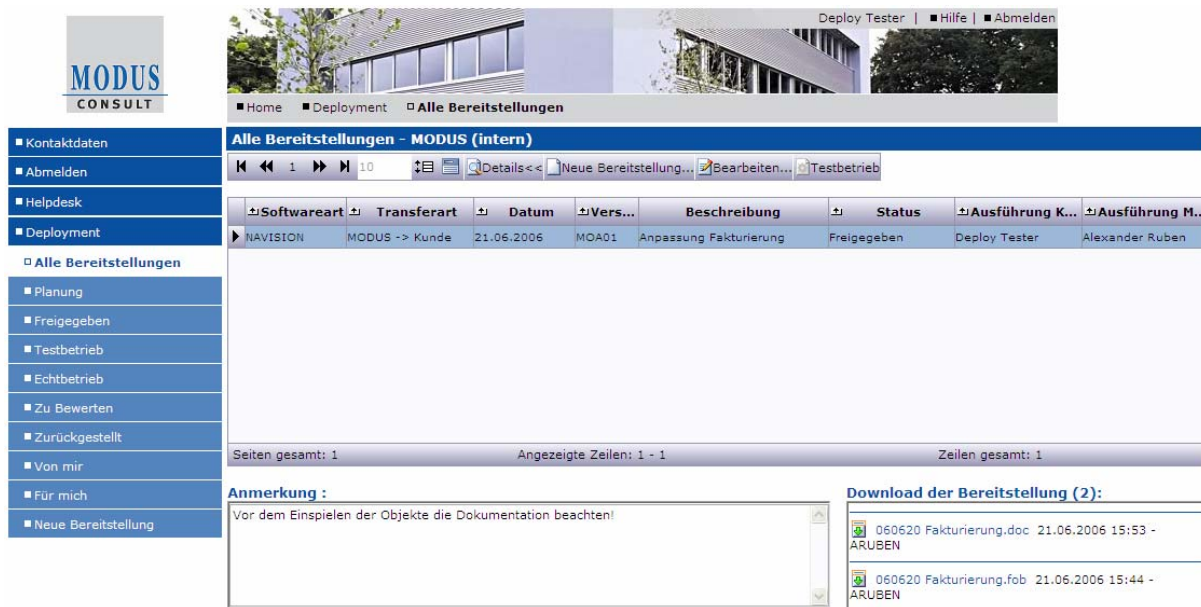 Deploy Tester | Hilfe | Abmelden
MODUS
CONSULT
Home Deployment Alle Bereitstellungen
Kontaktdaten
Abmelden
Helpdesk
Deployment
Alle Bereitstellungen
Planung
Freigegeben
Testbetrieb
Echtbetrieb
Zu Bewerten
Zurückgestellt
Von mir
Für mich
Neue Bereitstellung
Alle Bereitstellungen - MODUS (intern)
1 10 Details<< Neue Bereitstellung... Bearbeiten... Testbetrieb
Softwareart Transferart Datum Vers... Beschreibung Status Ausführung K... Ausführung M...
NAVISION MODUS -> Kunde 21.06.2006 MOA01 Anpassung Fakturierung Freigegeben Deploy Tester Alexander Ruben
Seiten gesamt: 1 Angezeigte Zeilen: 1 - 1 Zeilen gesamt: 1
Anmerkung :
Vor dem Einspielen der Objekte die Dokumentation beachten!
Download der Bereitstellung (2):
060620 Fakturierung.doc 21.06.2006 15:53 -
ARUBEN
060620 Fakturierung.fob 21.06.2006 15:44 -
ARUBEN